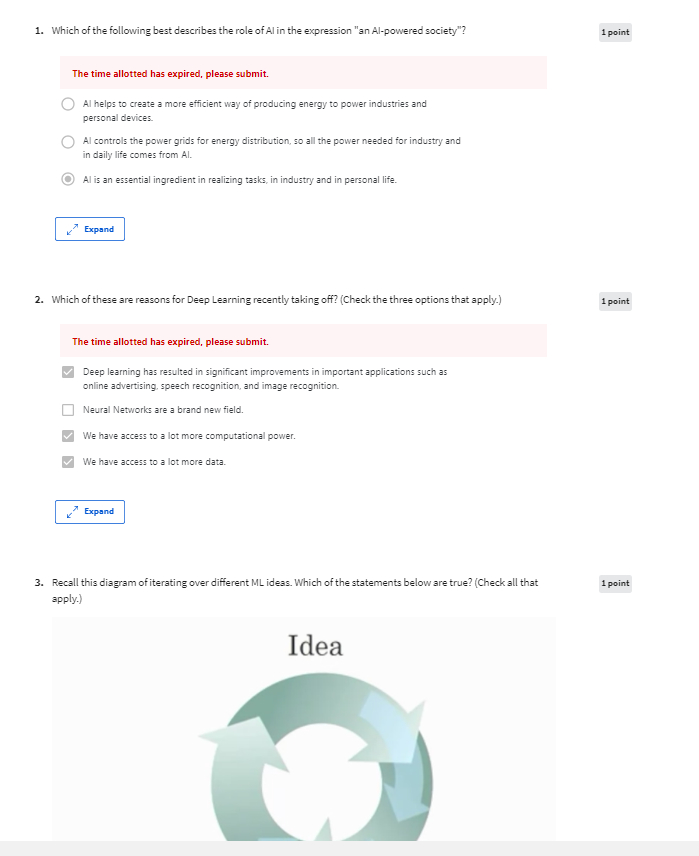 1. Which of the following best describes the role of AI in the expression "an AI-powered society"?
1 point
The time allotted has expired, please submit.
AI helps to create a more efficient way of producing energy to power industries and
personal devices.
AI controls the power grids for energy distribution, so all the power needed for industry and
in daily life comes from AI.
AI is an essential ingredient in realizing tasks, in industry and in personal life.
Expand
2. Which of these are reasons for Deep Learning recently taking off? (Check the three options that apply.)
1 point
The time allotted has expired, please submit.
Deep learning has resulted in significant improvements in important applications such as
online advertising, speech recognition, and image recognition.
Neural Networks are a brand new field.
We have access to a lot more computational power.
We have access to a lot more data.
Expand
3. Recall this diagram of iterating over different ML ideas. Which of the statements below are true? (Check all that
apply.)
1 point
Idea